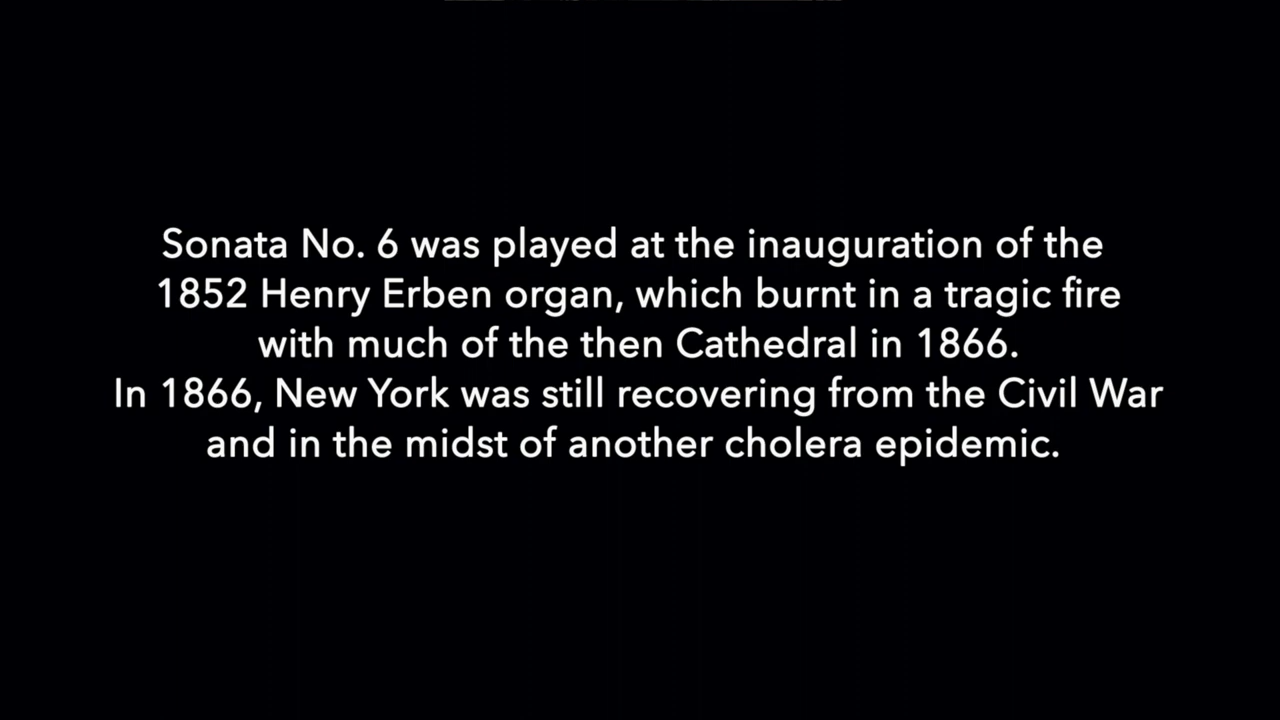 Sonata No. 6 was played at the inauguration of the
1852 Henry Erben organ, which burnt in a tragic fire
with much of the then Cathedral in 1866.
In 1866, New York was still recovering from the Civil War
and in the midst of another cholera epidemic.